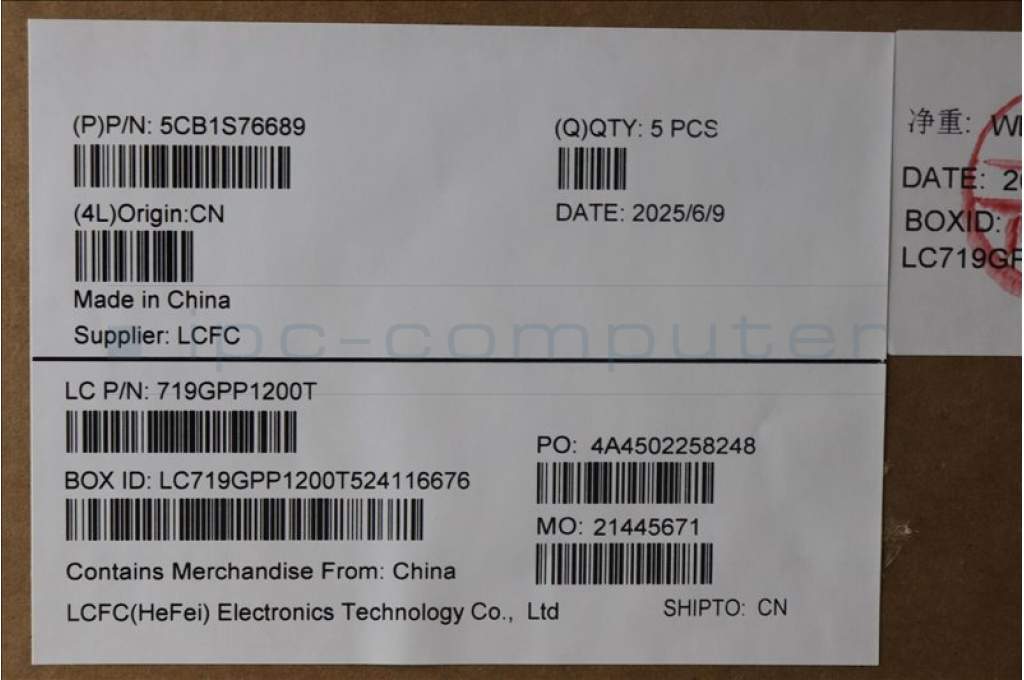 (P)P/N: 5CB1S76689
(Q)QTY: 5 PCS
(4L)Origin:CN
DATE: 2025/6/9
Made in China
Supplier: LCFC
ipc-computer
LC P/N: 719GPP1200T
PO: 4A4502258248
BOX ID: LC719GPP1200T524116676
MO: 21445671
Contains Merchandise From: China
LCFC(HeFei) Electronics Technology Co., Ltd
SHIPTO: CN
净重:
DATE: 2
BOXID:
LC719GP